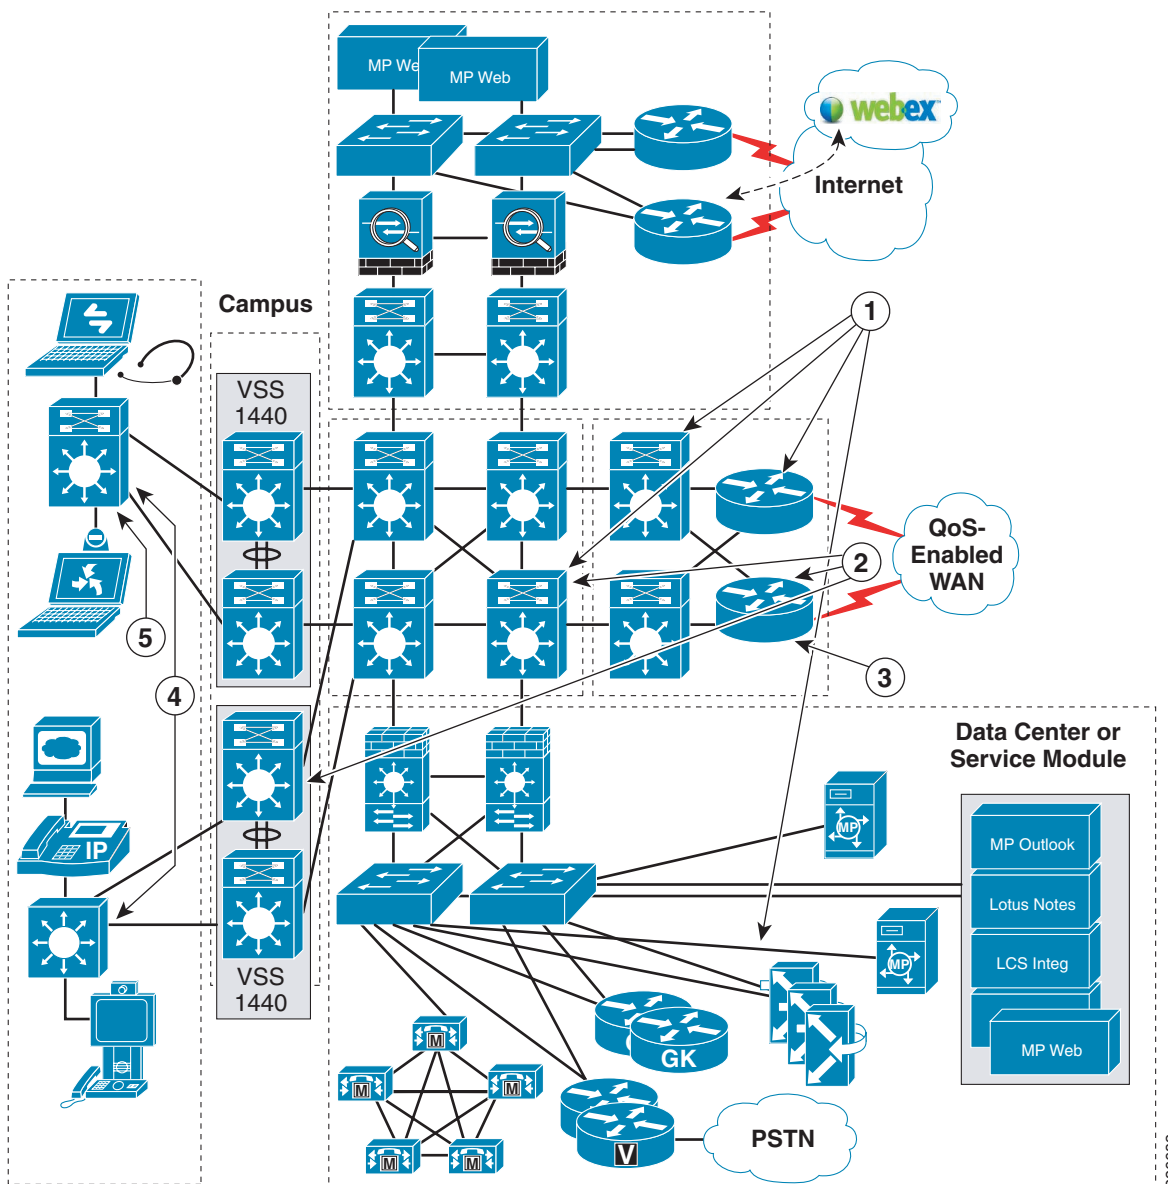 MP We
MP Web
webex
Internet
Campus
1
VSS
1440
QoS-
Enabled
WAN
2
5
3
4
Data Center or
Service Module
MP
MP Outlook
IP
Lotus Notes
MP
LCS Integ
VSS
1440
MP Web
GK
M
M
M
M
M
V
PSTN